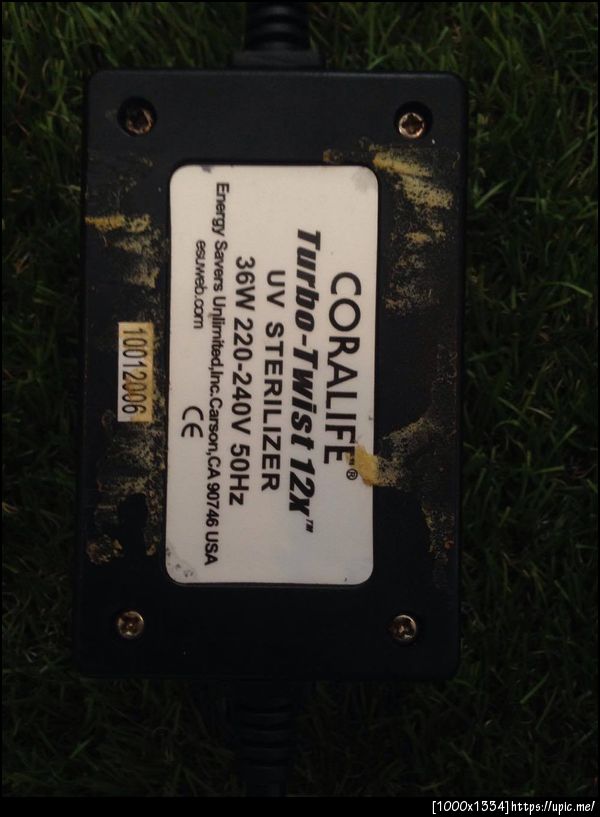 CORALIFE®
Turbo-Twist 12x™
UV STERILIZER
36W 220-240V 50Hz
Energy Savers Unlimited,Inc.Carson,CA 90746 USA
esuweb.com
CE
10012006
[1000x1334]https://upic.me/